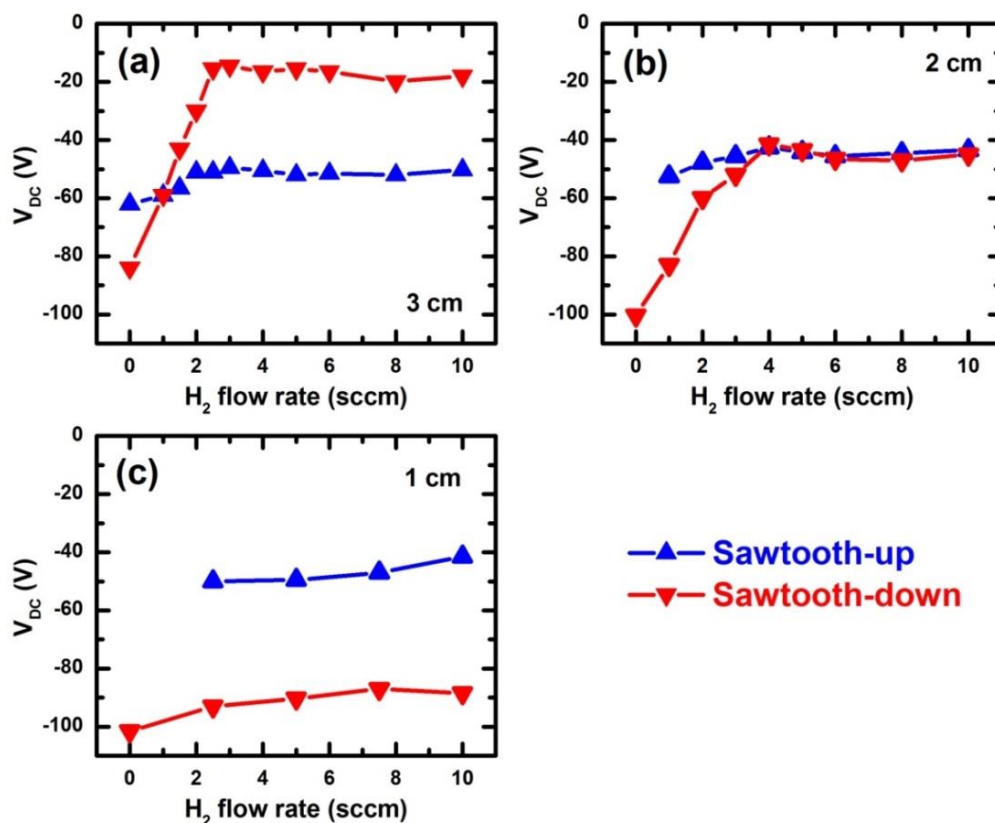 (a)
0
-20
-40
-60
-80
-100
V_DC (V)
3 cm
0 2 4 6 8 10
H₂ flow rate (sccm)
(b)
2 cm
0
-20
-40
-60
-80
-100
V_DC (V)
0 2 4 6 8 10
H₂ flow rate (sccm)
(c)
1 cm
0
-20
-40
-60
-80
-100
V_DC (V)
0 2 4 6 8 10
H₂ flow rate (sccm)
Sawtooth-up
Sawtooth-down